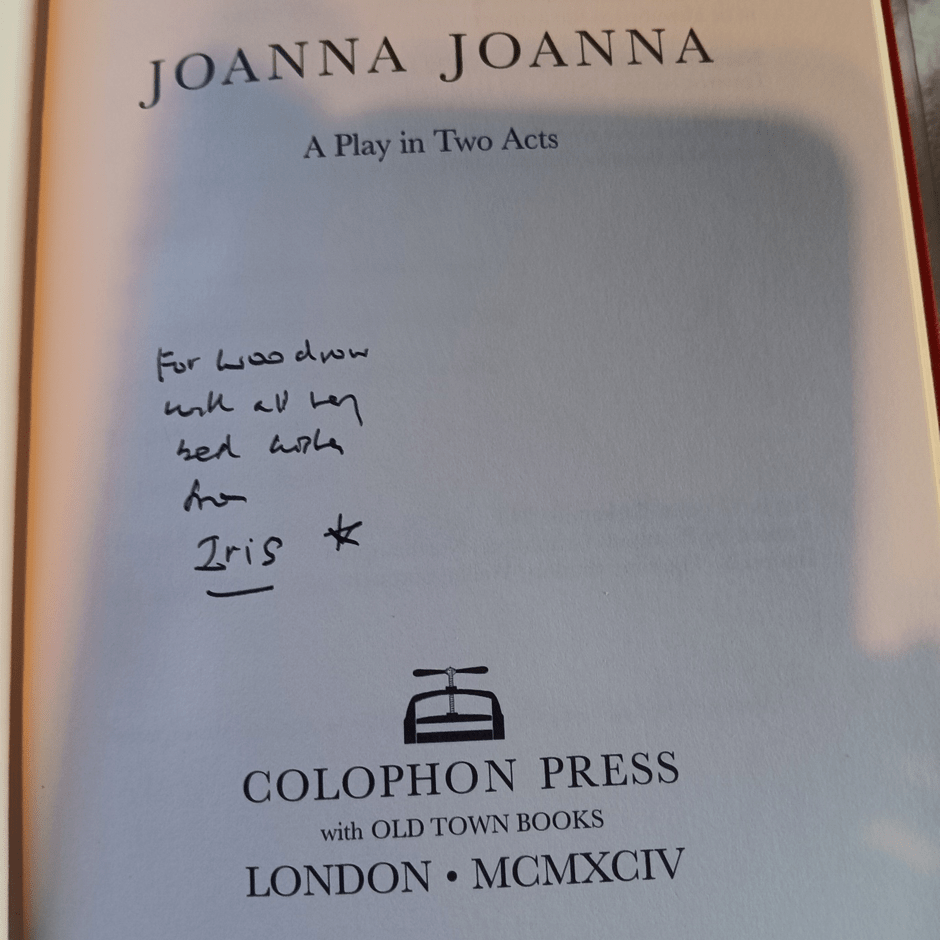 JOANNA JOANNA
A Play in Two Acts
For Woodrow
with all my
best wishes
from
Iris
COLOPHON PRESS
with OLD TOWN BOOKS
LONDON • MCMXCIV